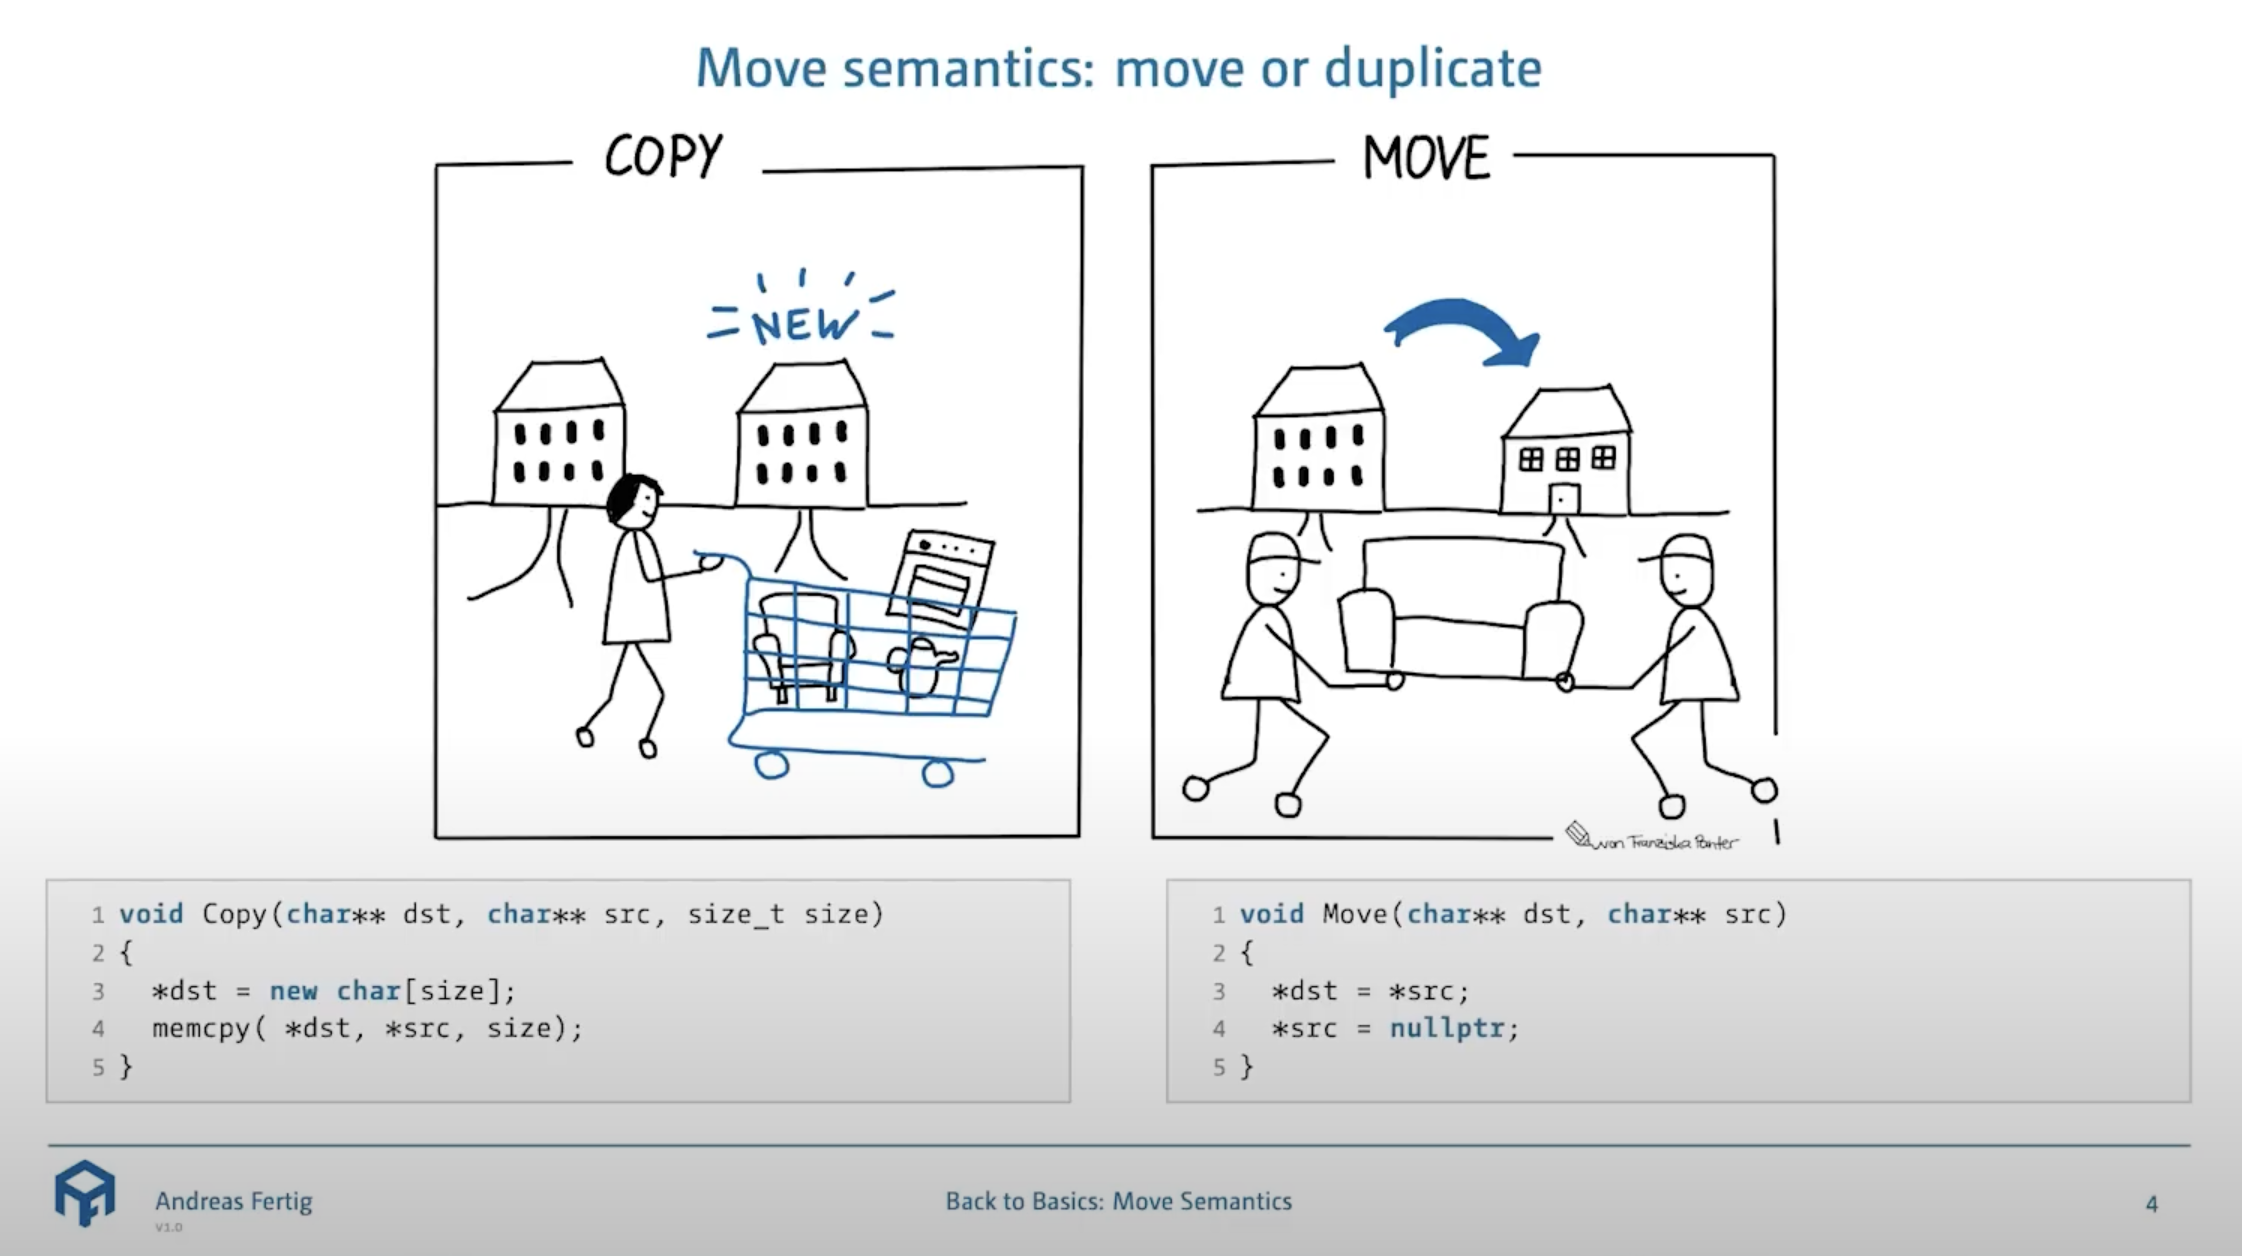 Move semantics: move or duplicate
COPY
NEW
MOVE
von Franziska Panter
1 void Copy(char** dst, char** src, size_t size)
2 {
3 *dst = new char[size];
4 memcpy( *dst, *src, size);
5 }
1 void Move(char** dst, char** src)
2 {
3 *dst = *src;
4 *src = nullptr;
5 }
Andreas Fertig
V1.0
Back to Basics: Move Semantics
4